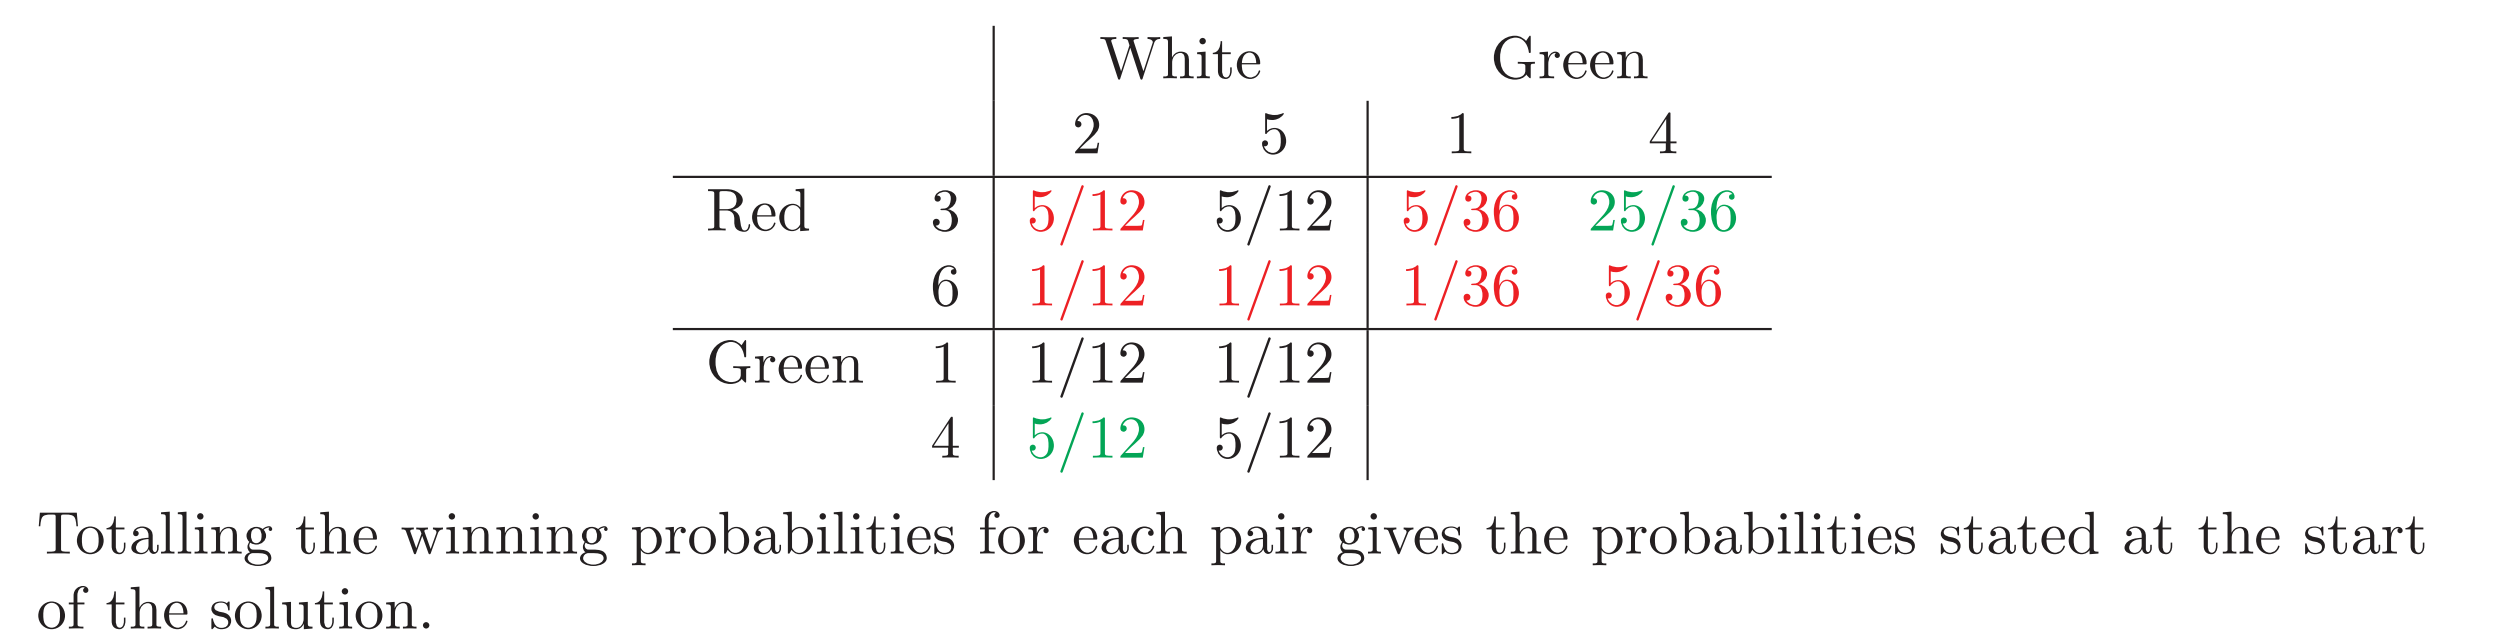 White Green
2 5 1 4
Red 3 5/12 5/12 5/36 25/36
6 1/12 1/12 1/36 5/36
Green 1 1/12 1/12
4 5/12 5/12
Totalling the winning probabilities for each pairing gives the probabilities stated at the start
of the solution.